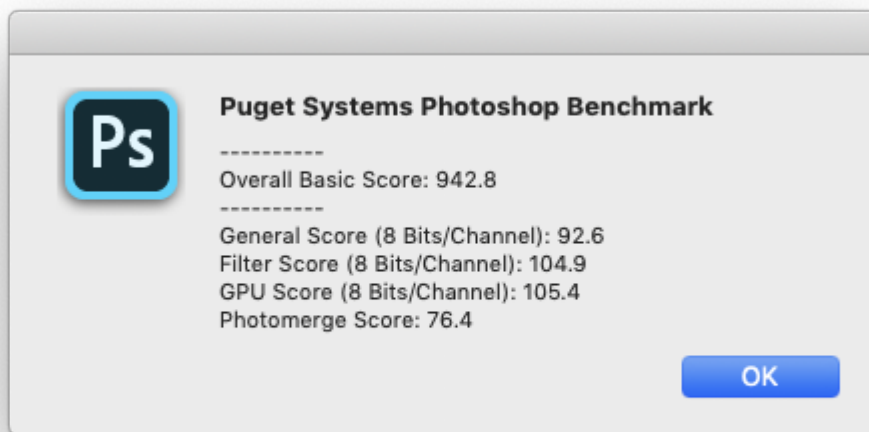 Ps
Puget Systems Photoshop Benchmark
----------
Overall Basic Score: 942.8
----------
General Score (8 Bits/Channel): 92.6
Filter Score (8 Bits/Channel): 104.9
GPU Score (8 Bits/Channel): 105.4
Photomerge Score: 76.4
OK